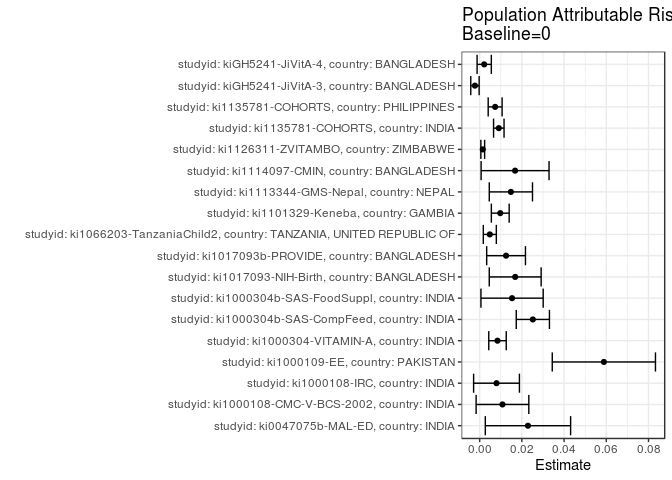 Population Attributable Ris
Baseline=0
studyid: kiGH5241-JiVitA-4, country: BANGLADESH
studyid: kiGH5241-JiVitA-3, country: BANGLADESH
studyid: ki1135781-COHORTS, country: PHILIPPINES
studyid: ki1135781-COHORTS, country: INDIA
studyid: ki1126311-ZVITAMBO, country: ZIMBABWE
studyid: ki1114097-CMIN, country: BANGLADESH
studyid: ki1113344-GMS-Nepal, country: NEPAL
studyid: ki1101329-Keneba, country: GAMBIA
studyid: ki1066203-TanzaniaChild2, country: TANZANIA, UNITED REPUBLIC OF
studyid: ki1017093b-PROVIDE, country: BANGLADESH
studyid: ki1017093-NIH-Birth, country: BANGLADESH
studyid: ki1000304b-SAS-FoodSuppl, country: INDIA
studyid: ki1000304b-SAS-CompFeed, country: INDIA
studyid: ki1000304-VITAMIN-A, country: INDIA
studyid: ki1000109-EE, country: PAKISTAN
studyid: ki1000108-IRC, country: INDIA
studyid: ki1000108-CMC-V-BCS-2002, country: INDIA
studyid: ki0047075b-MAL-ED, country: INDIA
0.00 0.02 0.04 0.06 0.08
Estimate